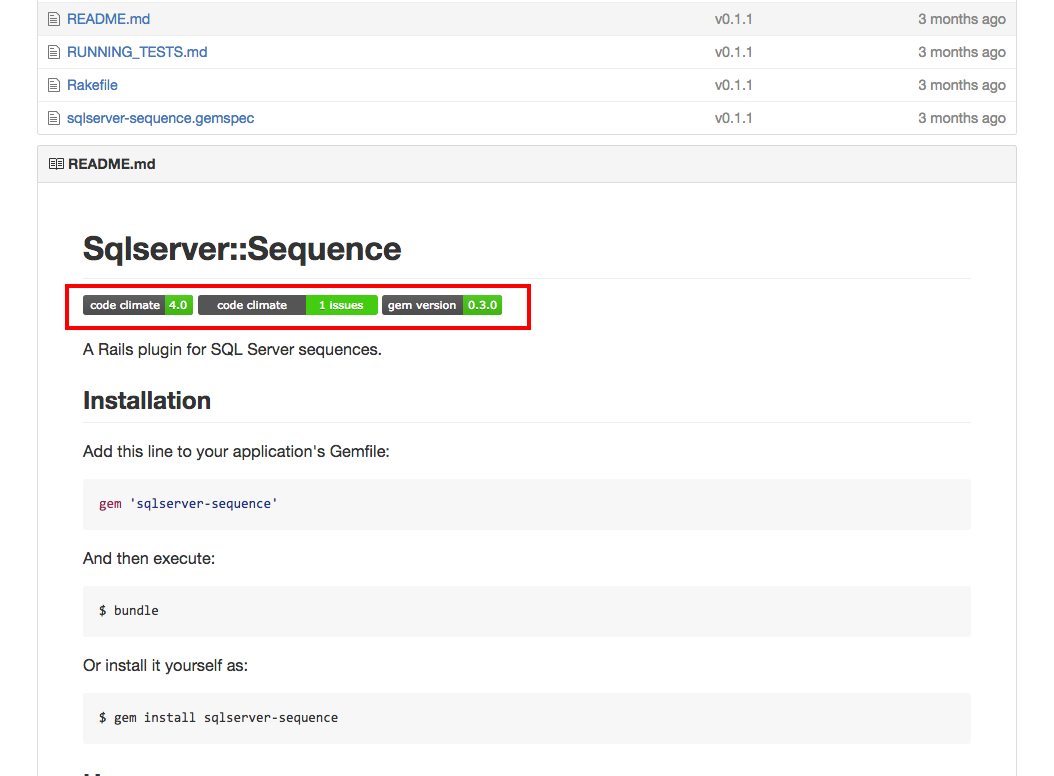 README.md v0.1.1 3 months ago
RUNNING_TESTS.md v0.1.1 3 months ago
Rakefile v0.1.1 3 months ago
sqlserver-sequence.gemspec v0.1.1 3 months ago
README.md
Sqlserver::Sequence
code climate 4.0 code climate 1 issues gem version 0.3.0
A Rails plugin for SQL Server sequences.
Installation
Add this line to your application's Gemfile:
gem 'sqlserver-sequence'
And then execute:
$ bundle
Or install it yourself as:
$ gem install sqlserver-sequence